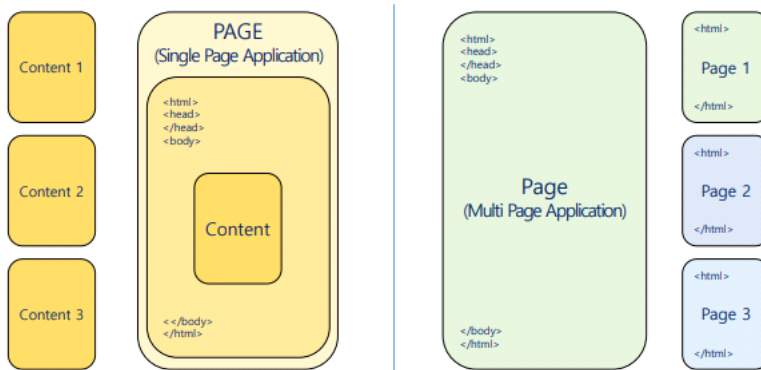 Content 1
Content 2
Content 3
PAGE
(Single Page Application)
<html>
<head>
</head>
<body>
Content
<</body>
</html>
<html>
<head>
</head>
<body>
Page
(Multi Page Application)
</body>
</html>
<html>
Page 1
</html>
<html>
Page 2
</html>
<html>
Page 3
</html>